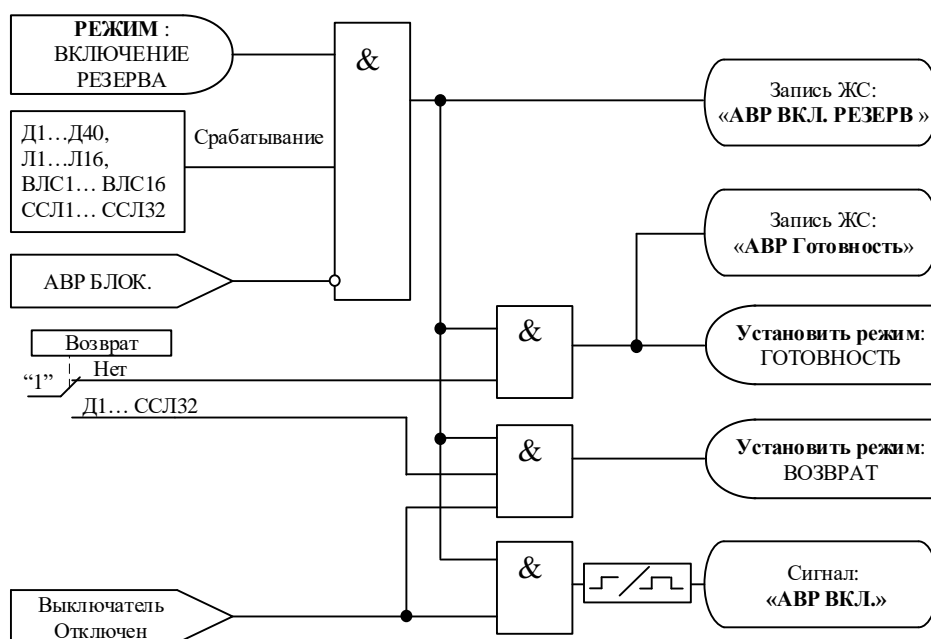 РЕЖИМ :
ВКЛЮЧЕНИЕ
РЕЗЕРВА
&
Запись ЖС:
«АВР ВКЛ. РЕЗЕРВ »
Срабатывание
Д1…Д40,
Л1…Л16,
ВЛС1… ВЛС16
ССЛ1… ССЛ32
Запись ЖС:
«АВР Готовность»
АВР БЛОК.
&
Установить режим:
ГОТОВНОСТЬ
Возврат
“1”
Нет
Д1… ССЛ32
&
Установить режим:
ВОЗВРАТ
&
Сигнал:
«АВР ВКЛ.»
Выключатель
Отключен